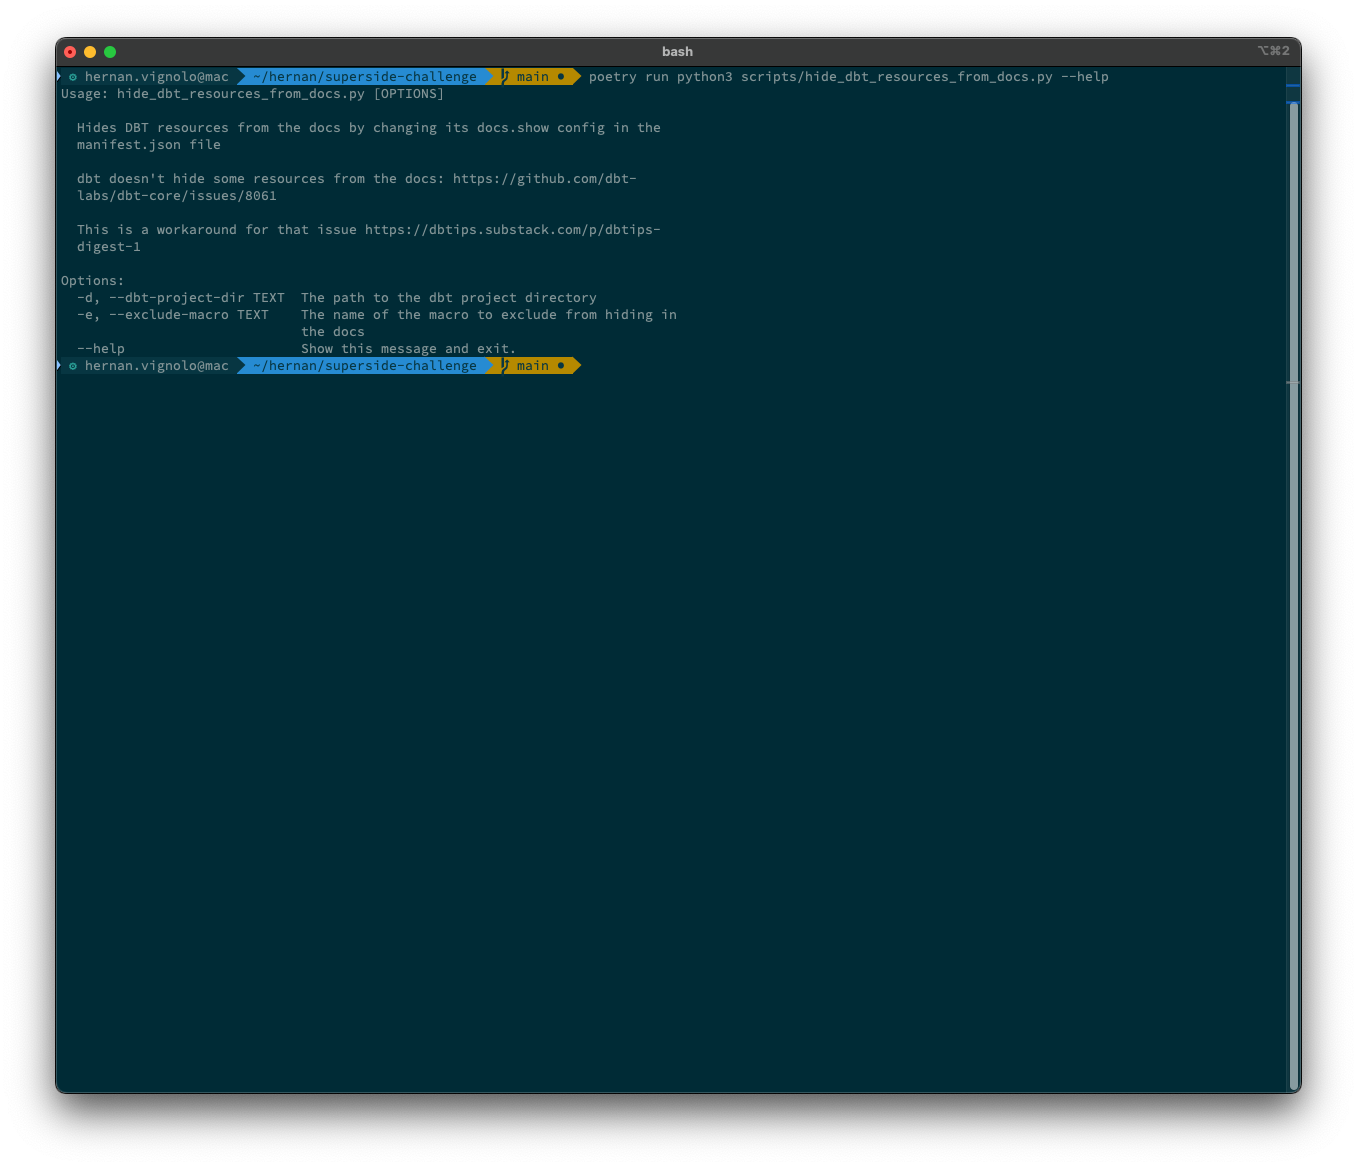 bash
⌥⌘2
hernan.vignolo@mac ~/hernan/superside-challenge main ● poetry run python3 scripts/hide_dbt_resources_from_docs.py --help
Usage: hide_dbt_resources_from_docs.py [OPTIONS]
Hides DBT resources from the docs by changing its docs.show config in the
manifest.json file
dbt doesn't hide some resources from the docs: https://github.com/dbt-
labs/dbt-core/issues/8061
This is a workaround for that issue https://dbtips.substack.com/p/dbtips-
digest-1
Options:
-d, --dbt-project-dir TEXT  The path to the dbt project directory
-e, --exclude-macro TEXT    The name of the macro to exclude from hiding in
the docs
--help                      Show this message and exit.
hernan.vignolo@mac ~/hernan/superside-challenge main ●